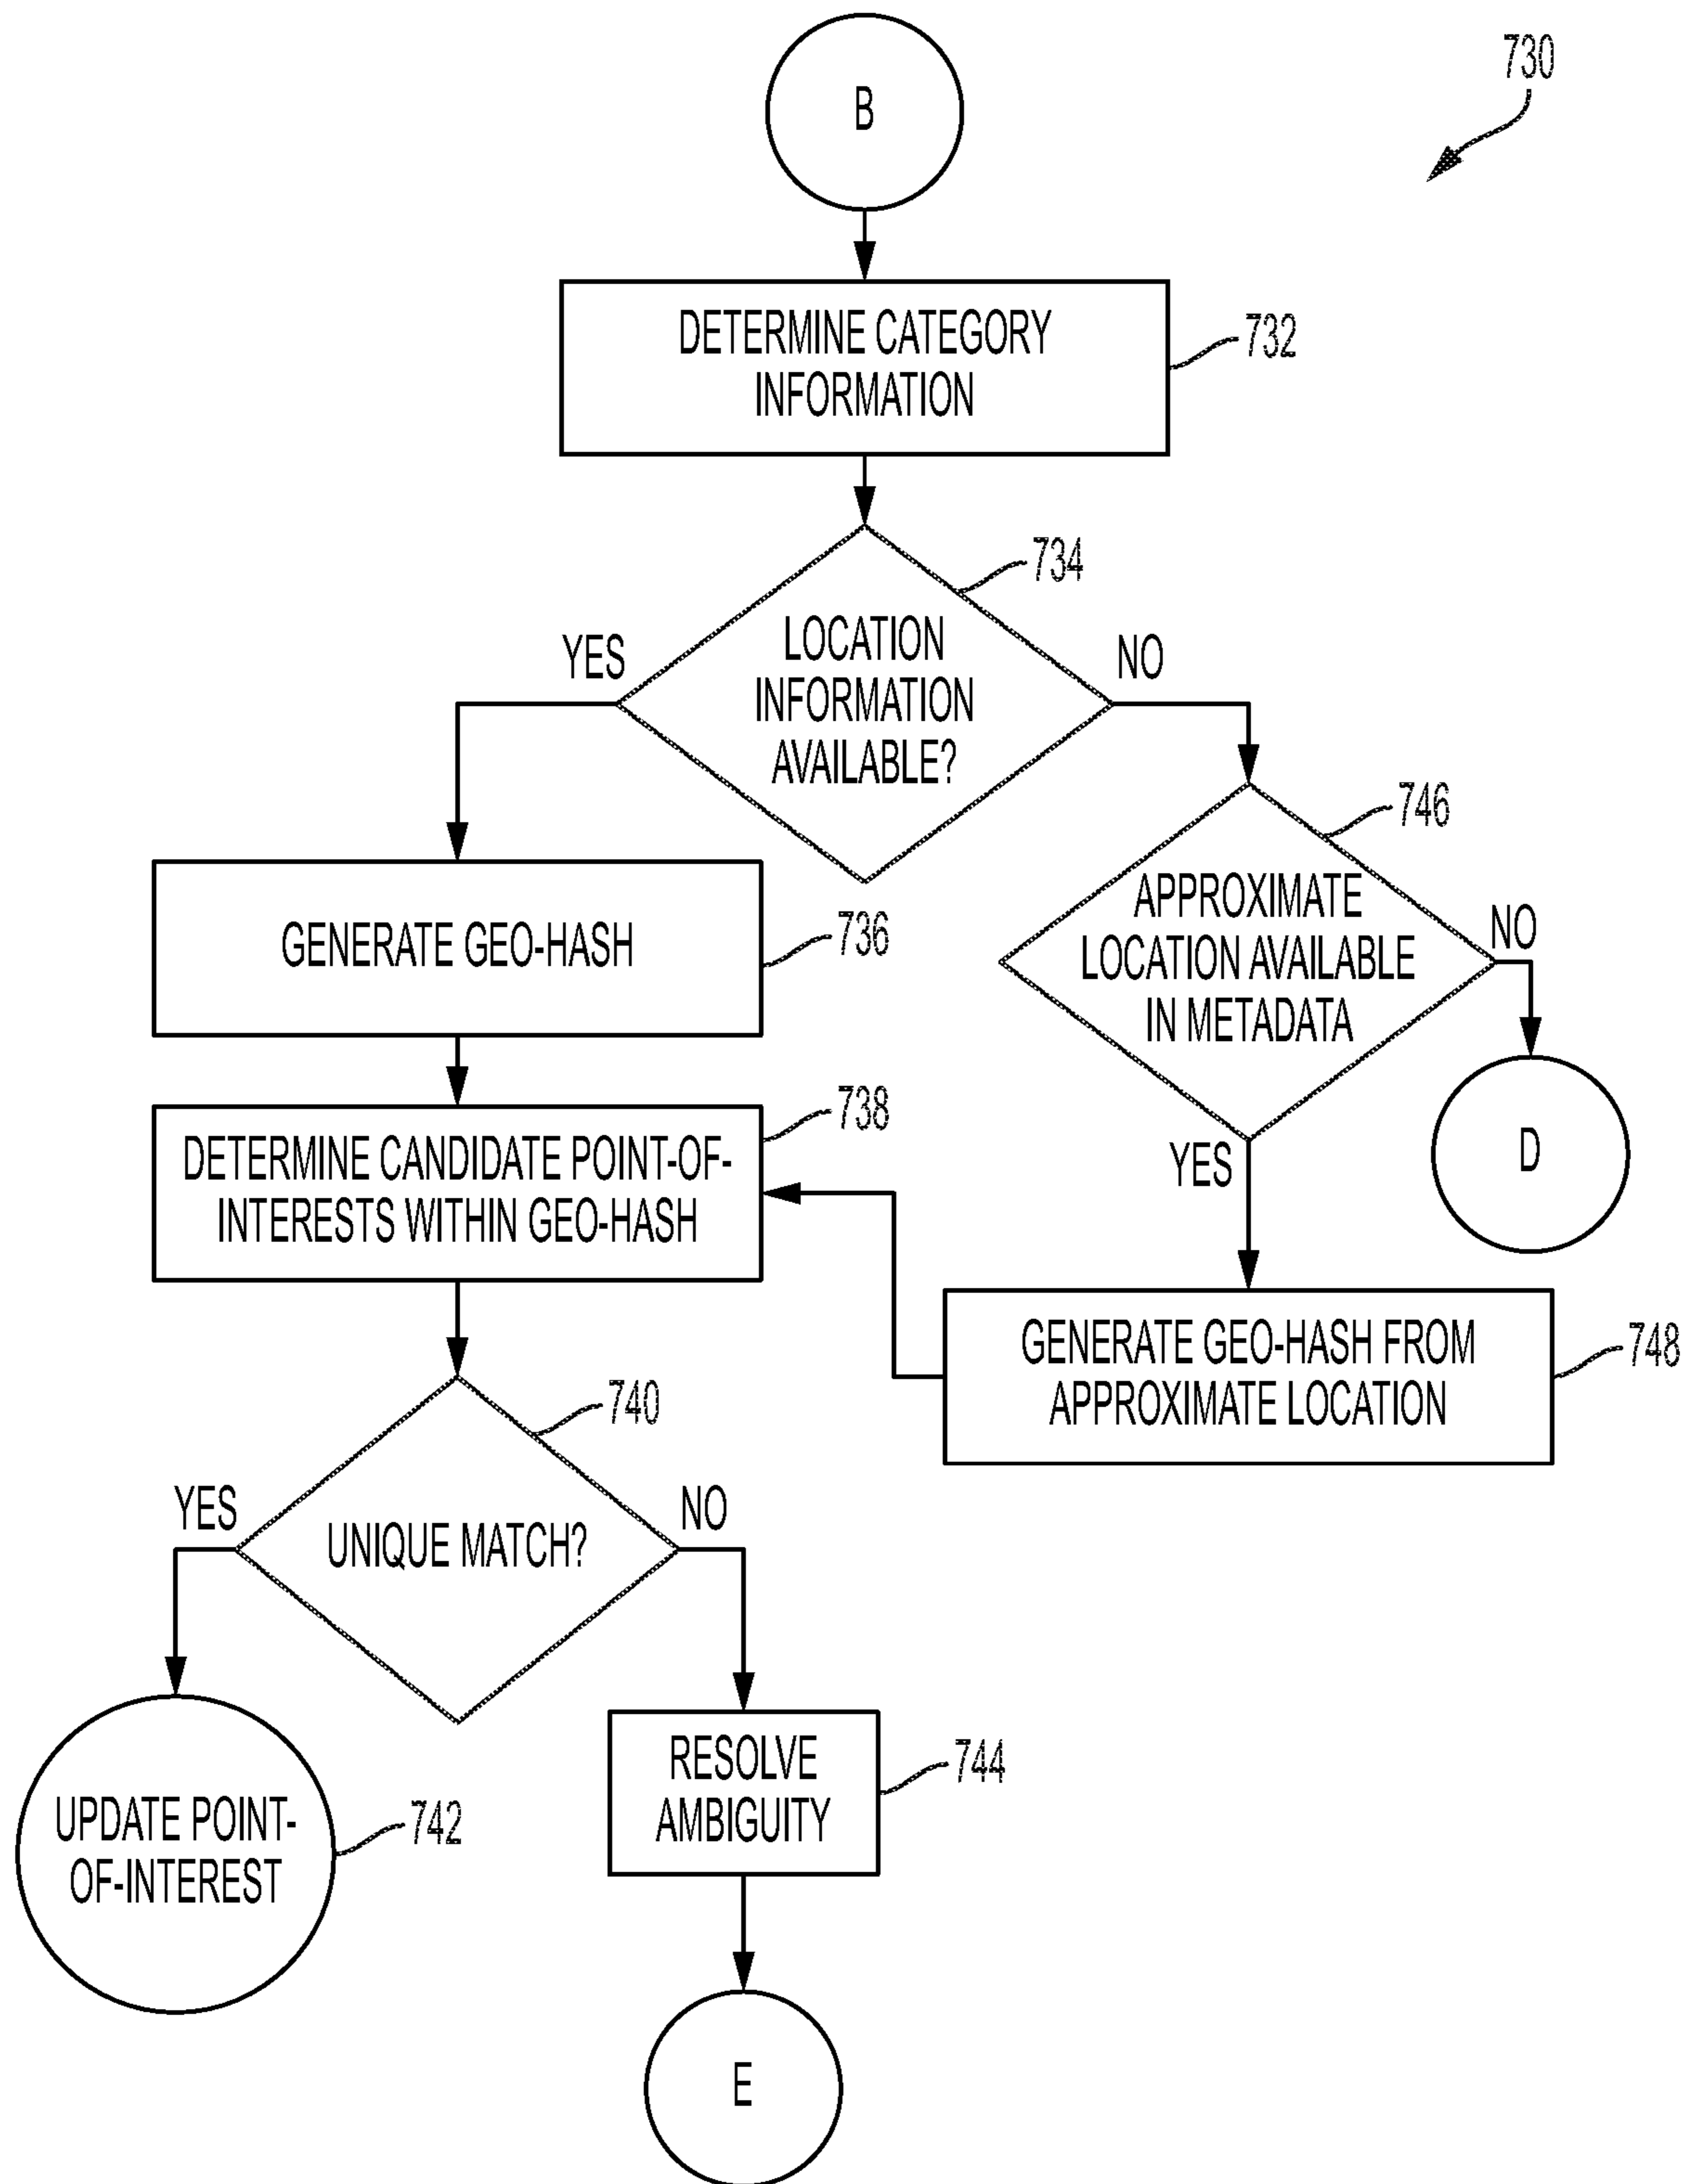 730
B
DETERMINE CATEGORY
INFORMATION
732
734
LOCATION
INFORMATION
AVAILABLE?
YES
NO
746
APPROXIMATE
LOCATION AVAILABLE
IN METADATA
NO
GENERATE GEO-HASH
736
D
YES
738
DETERMINE CANDIDATE POINT-OF-
INTERESTS WITHIN GEO-HASH
GENERATE GEO-HASH FROM
APPROXIMATE LOCATION
748
740
YES
NO
UNIQUE MATCH?
UPDATE POINT-
OF-INTEREST
742
RESOLVE
AMBIGUITY
744
E